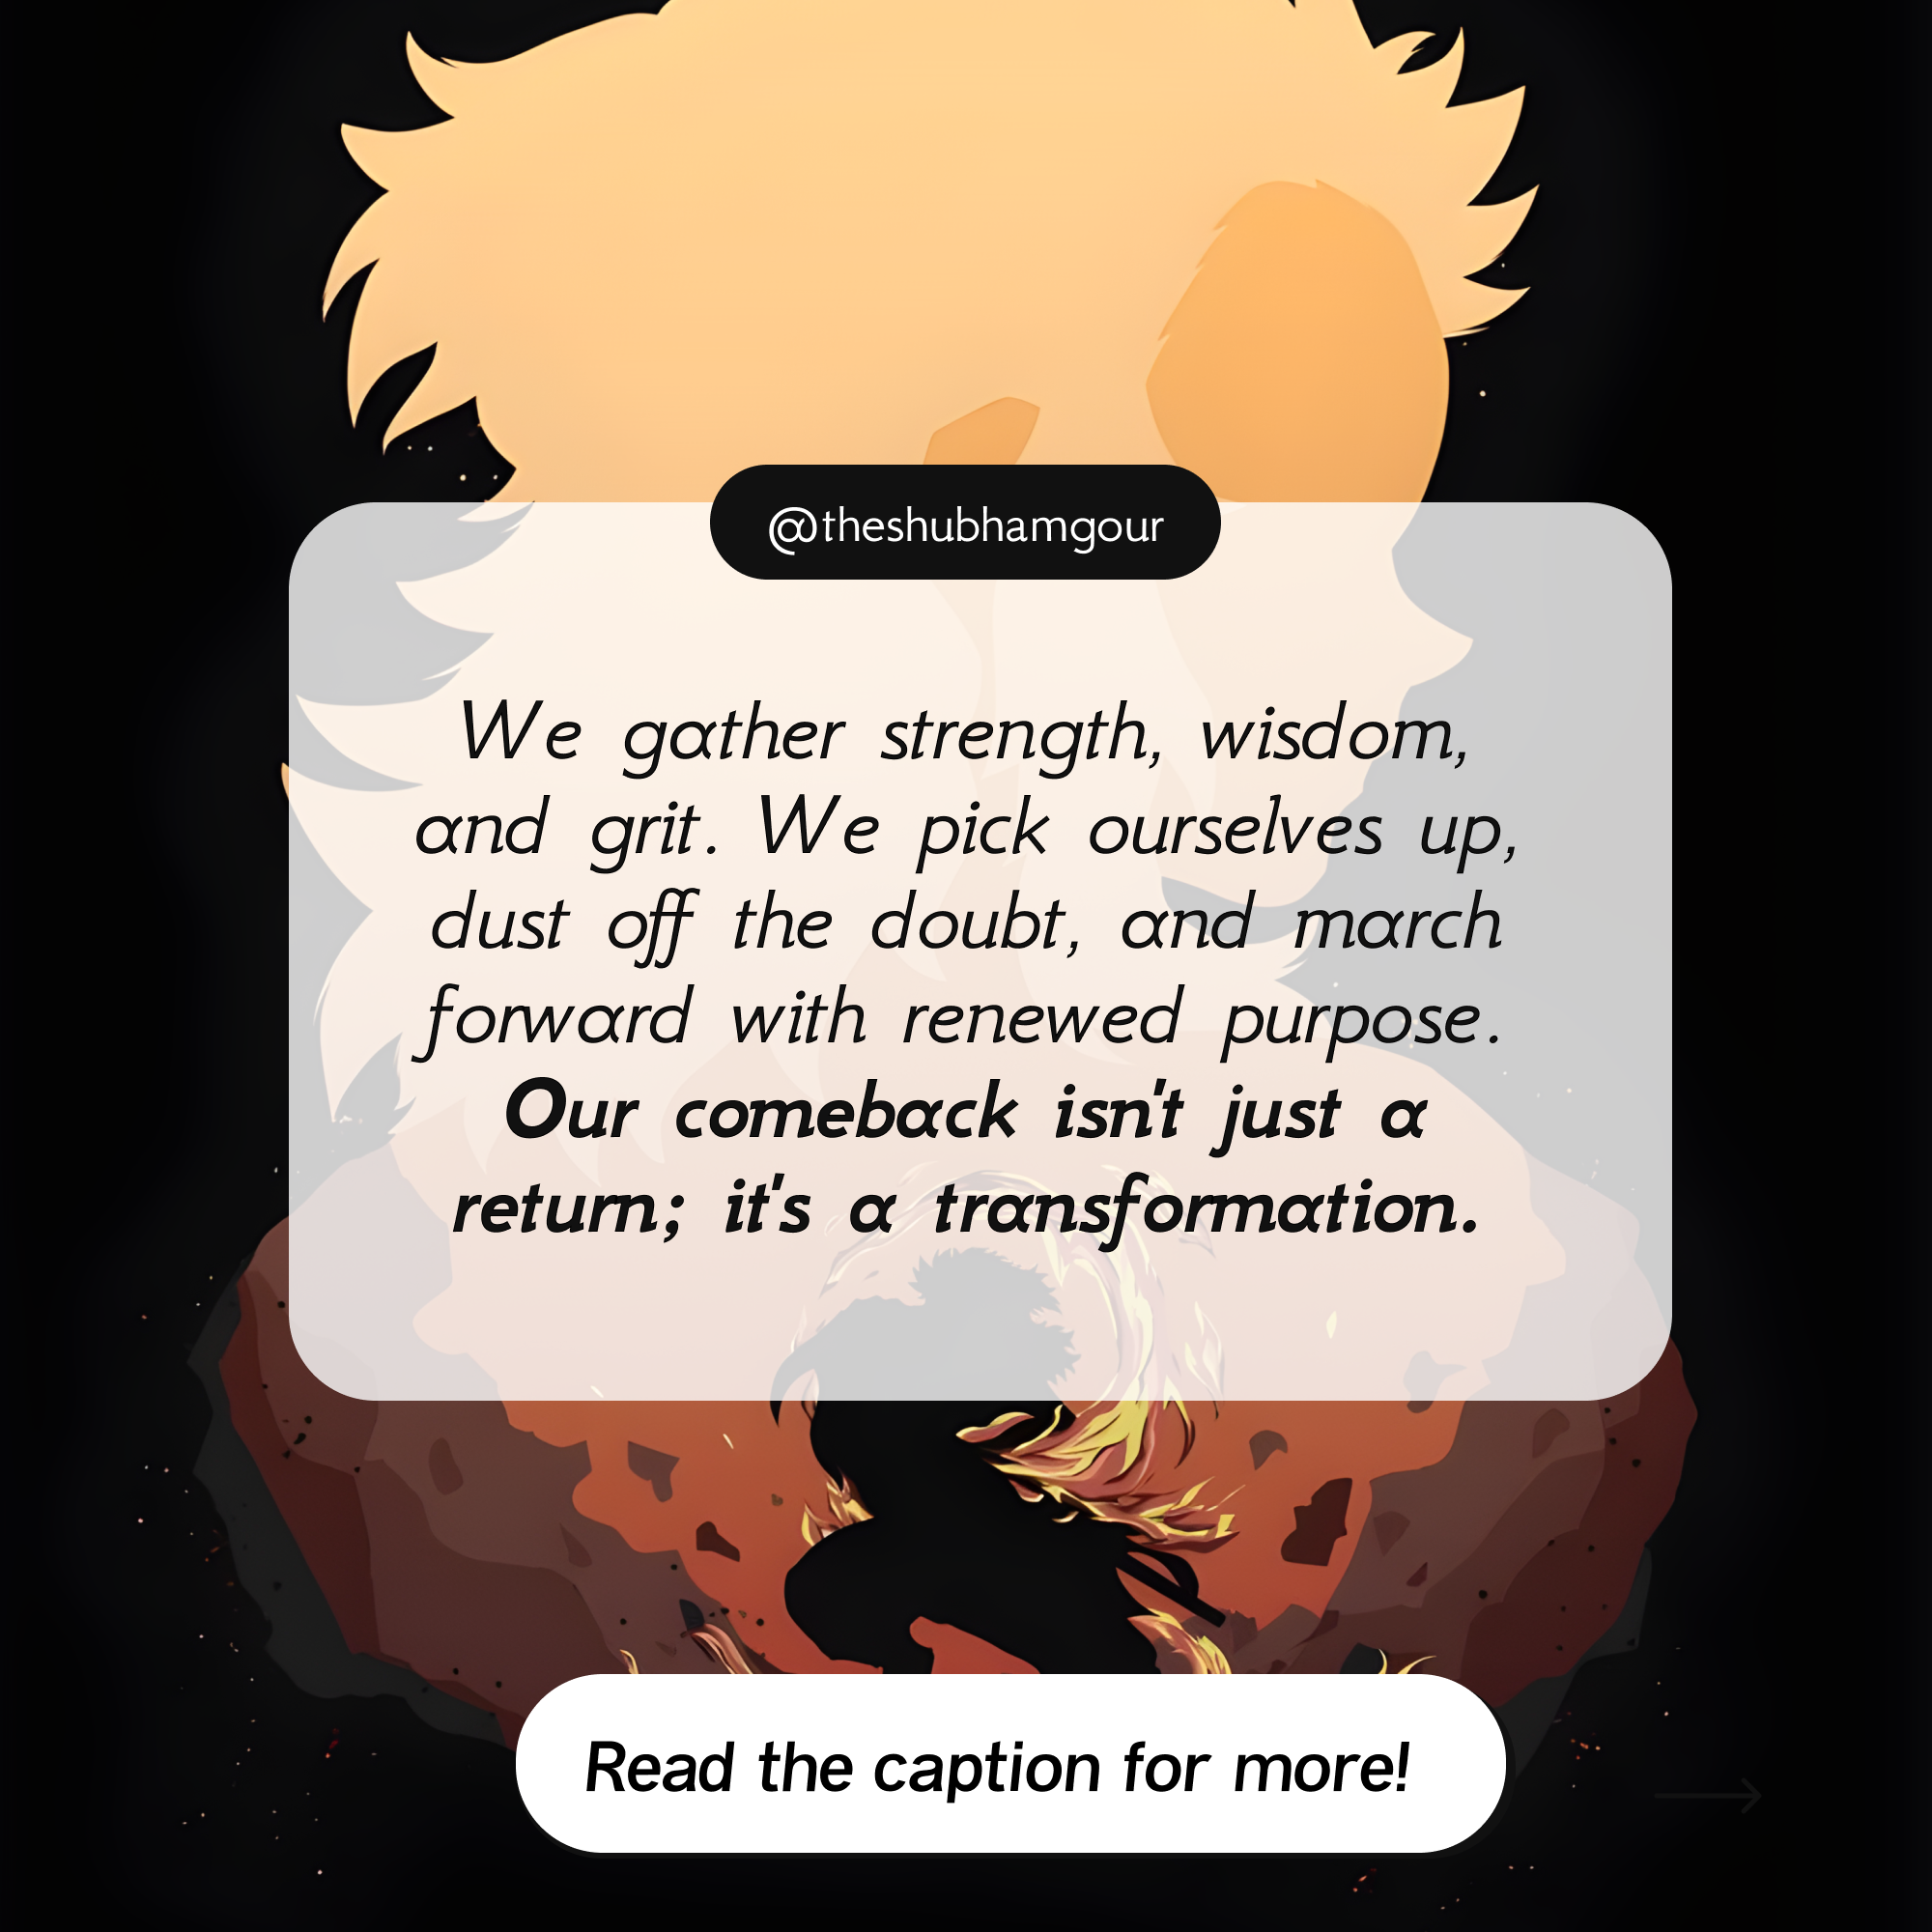 @theshubhamgour
We gather strength, wisdom,
and grit. We pick ourselves up,
dust off the doubt, and march
forward with renewed purpose.
Our comeback isn't just a
return; it's a transformation.
Read the caption for more!